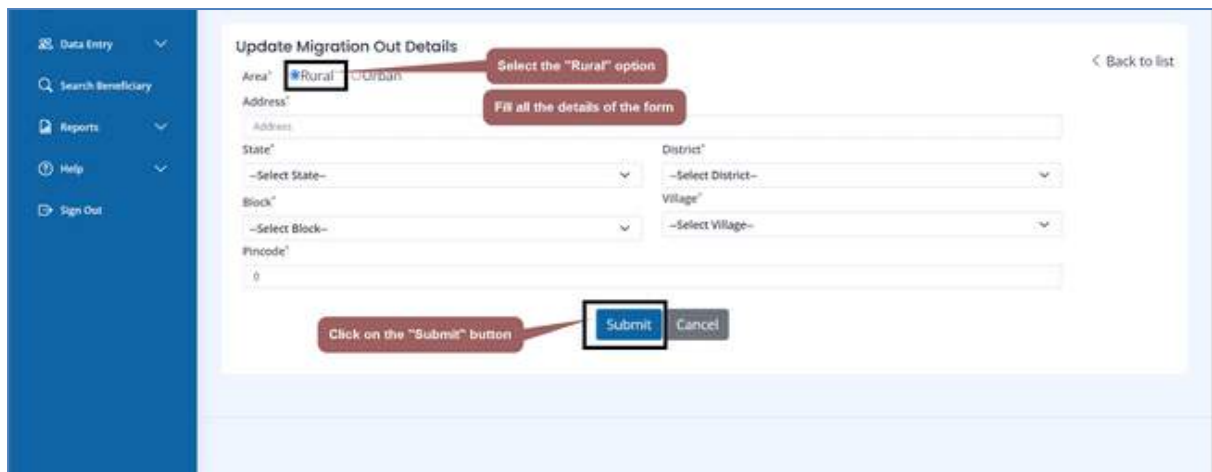 Data Entry
Search Beneficiary
Reports
Help
Sign Out
Update Migration Out Details
< Back to list
Area* Rural Urban
Select the "Rural" option
Fill all the details of the form
Address*
Address
State* District*
--Select State-- --Select District--
Block* Village*
--Select Block-- --Select Village--
Pincode*
0
Submit Cancel
Click on the "Submit" button